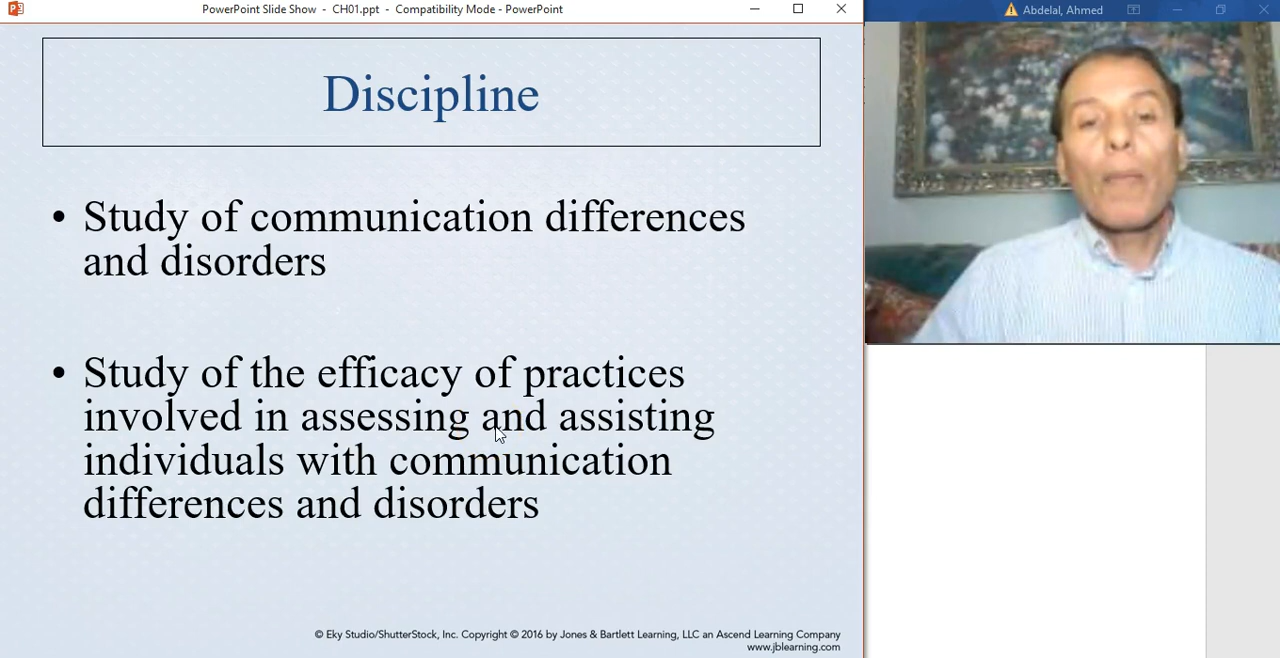 PowerPoint Slide Show - CH01.ppt - Compatibility Mode - PowerPoint
Abdelal, Ahmed
Discipline
• Study of communication differences
and disorders
• Study of the efficacy of practices
involved in assessing and assisting
individuals with communication
differences and disorders
© Eky Studio/ShutterStock, Inc. Copyright © 2016 by Jones & Bartlett Learning, LLC an Ascend Learning Company
www.jblearning.com